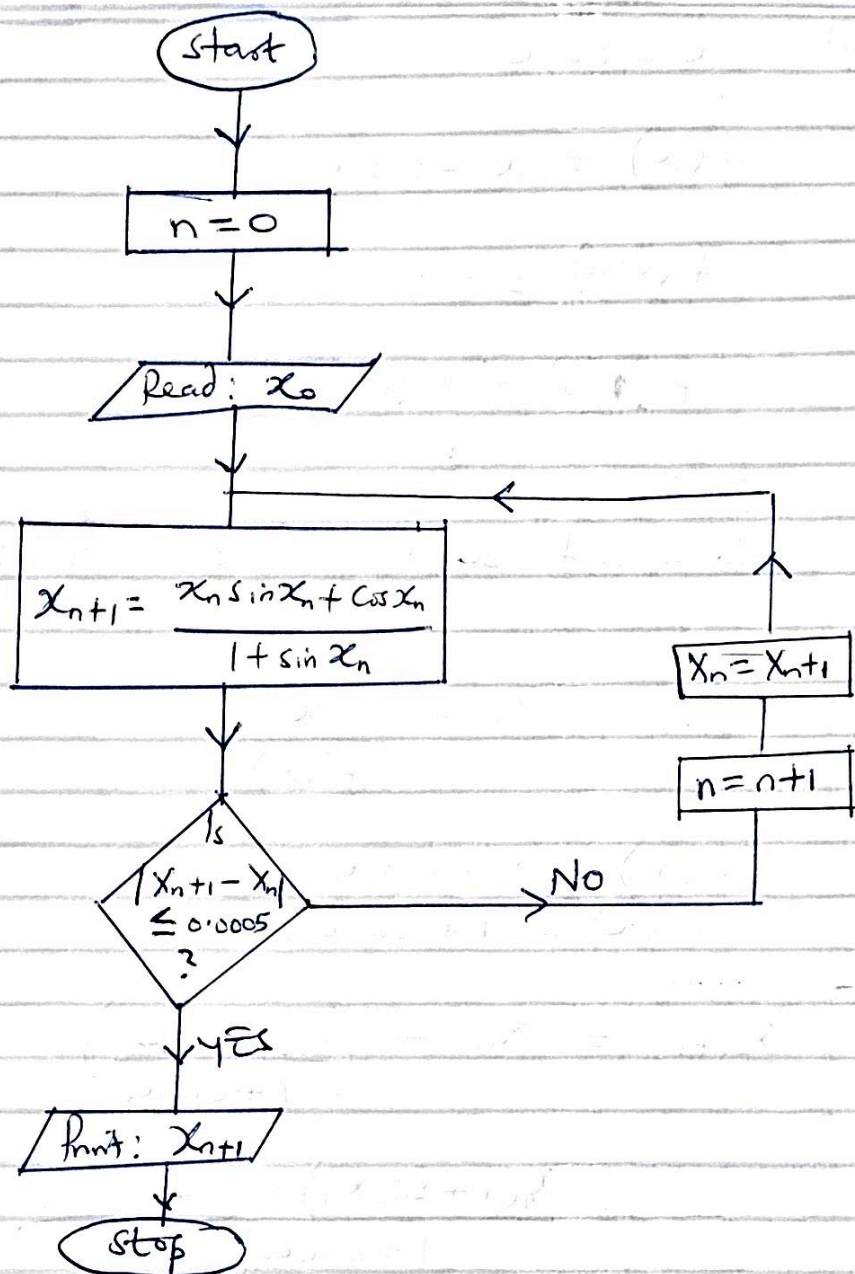 start
n = 0
Read: x₀
xₙ₊₁ = xₙ sin xₙ + cos xₙ
1 + sin xₙ
Is
|xₙ₊₁ - xₙ|
≤ 0.0005
?
No
n = n+1
xₙ = xₙ₊₁
yES
Print: xₙ₊₁
stop